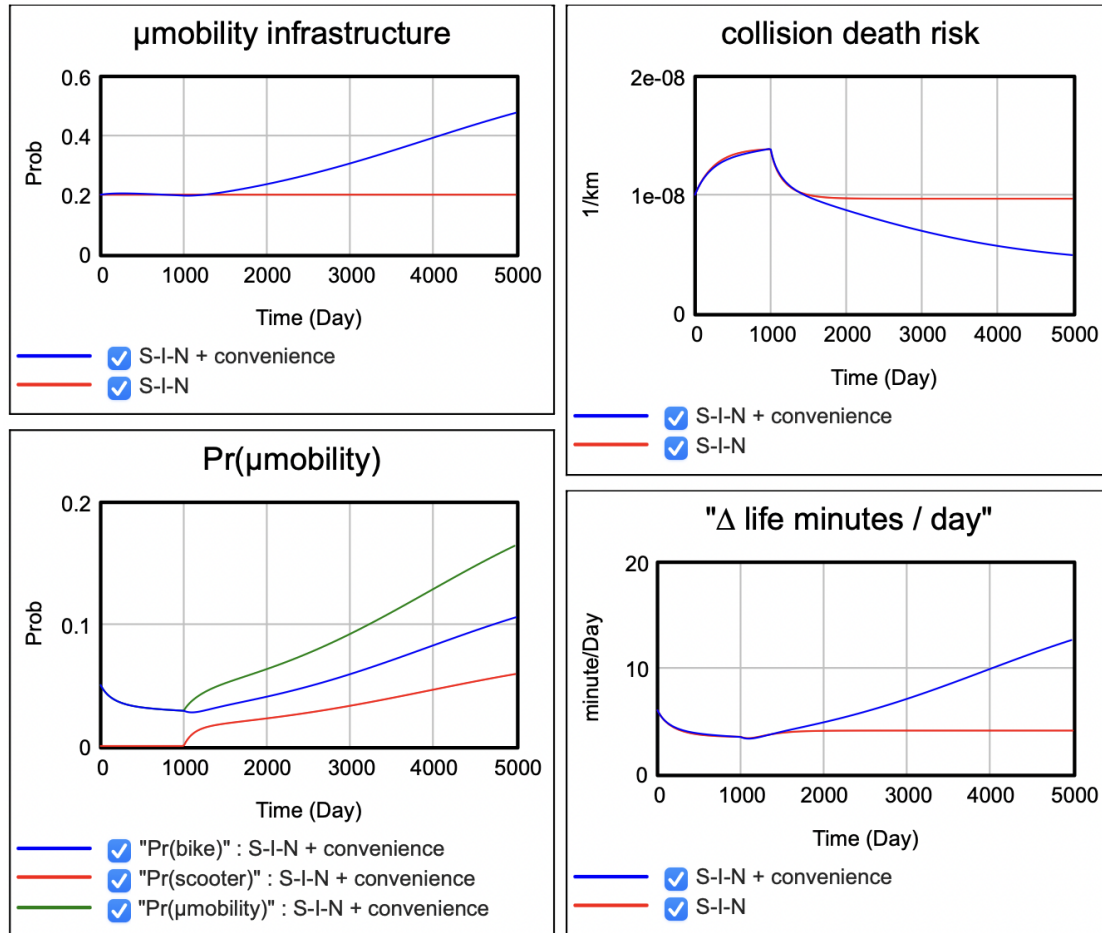 μmobility infrastructure
0.6
0.4
0.2
0
Prob
0 1000 2000 3000 4000 5000
Time (Day)
S-I-N + convenience
S-I-N
collision death risk
2e-08
1e-08
0
1/km
0 1000 2000 3000 4000 5000
Time (Day)
S-I-N + convenience
S-I-N
Pr(μmobility)
0.2
0.1
0
Prob
0 1000 2000 3000 4000 5000
Time (Day)
"Pr(bike)" : S-I-N + convenience
"Pr(scooter)" : S-I-N + convenience
"Pr(μmobility)" : S-I-N + convenience
"Δ life minutes / day"
20
10
0
minute/Day
0 1000 2000 3000 4000 5000
Time (Day)
S-I-N + convenience
S-I-N